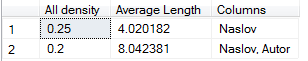 All density Average Length Columns
1 0.25 4.020182 Naslov
2 0.2 8.042381 Naslov, Autor